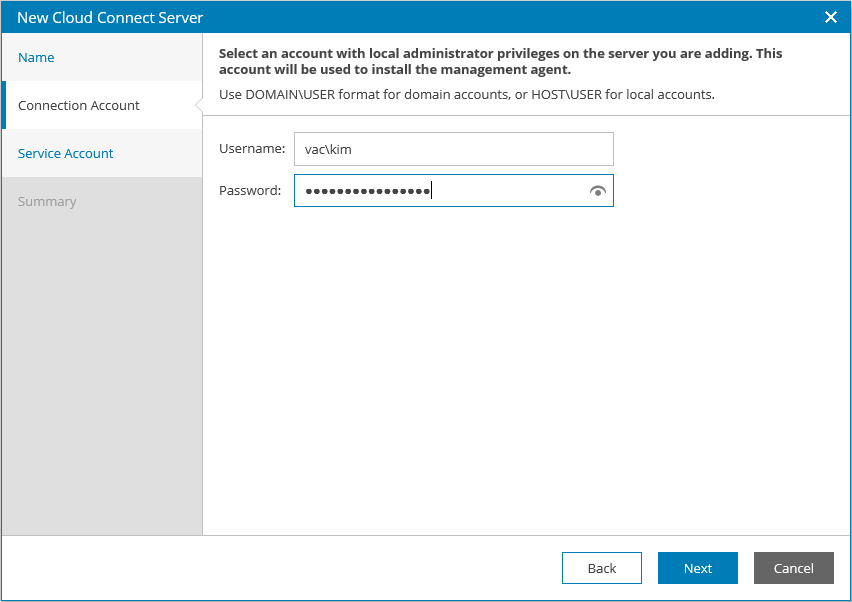 New Cloud Connect Server
Name
Connection Account
Service Account
Summary
Select an account with local administrator privileges on the server you are adding. This
account will be used to install the management agent.
Use DOMAIN\USER format for domain accounts, or HOST\USER for local accounts.
Username: vac\kim
Password: ••••••••••••••••
Back Next Cancel